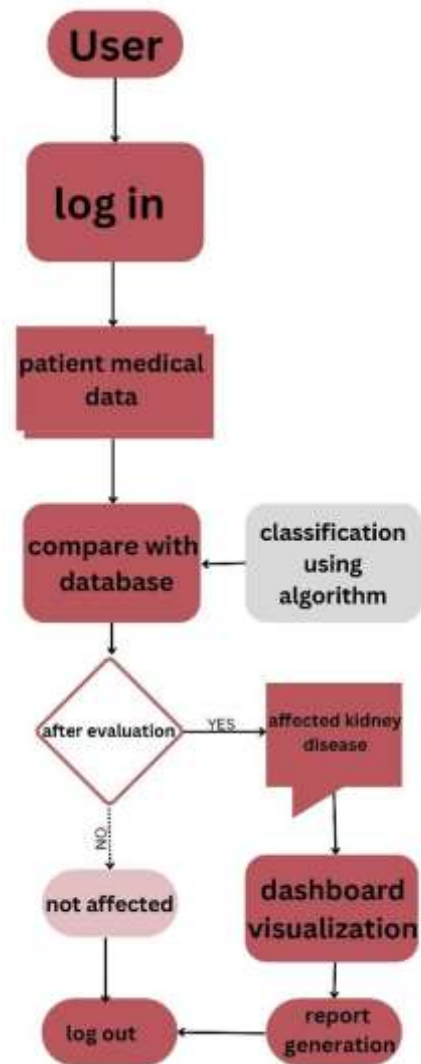 User
log in
patient medical
data
compare with
database
classification
using
algorithm
after evaluation
YES
affected kidney
disease
NO
not affected
dashboard
visualization
log out
report
generation